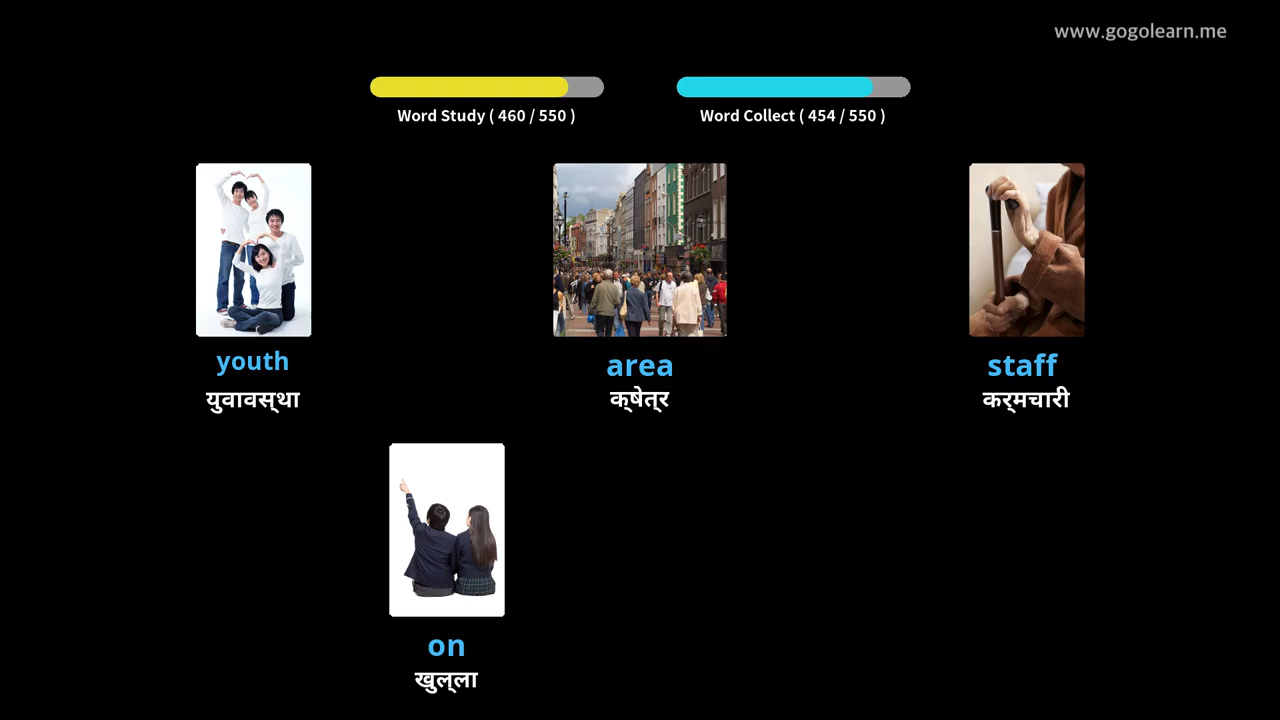 www.gogolearn.me
Word Study ( 460 / 550 )
Word Collect ( 454 / 550 )
youth
area
staff
युवावस्‌था
क्‌षेत्‌र
कर्‌मचारी
on
खुल्‌ला